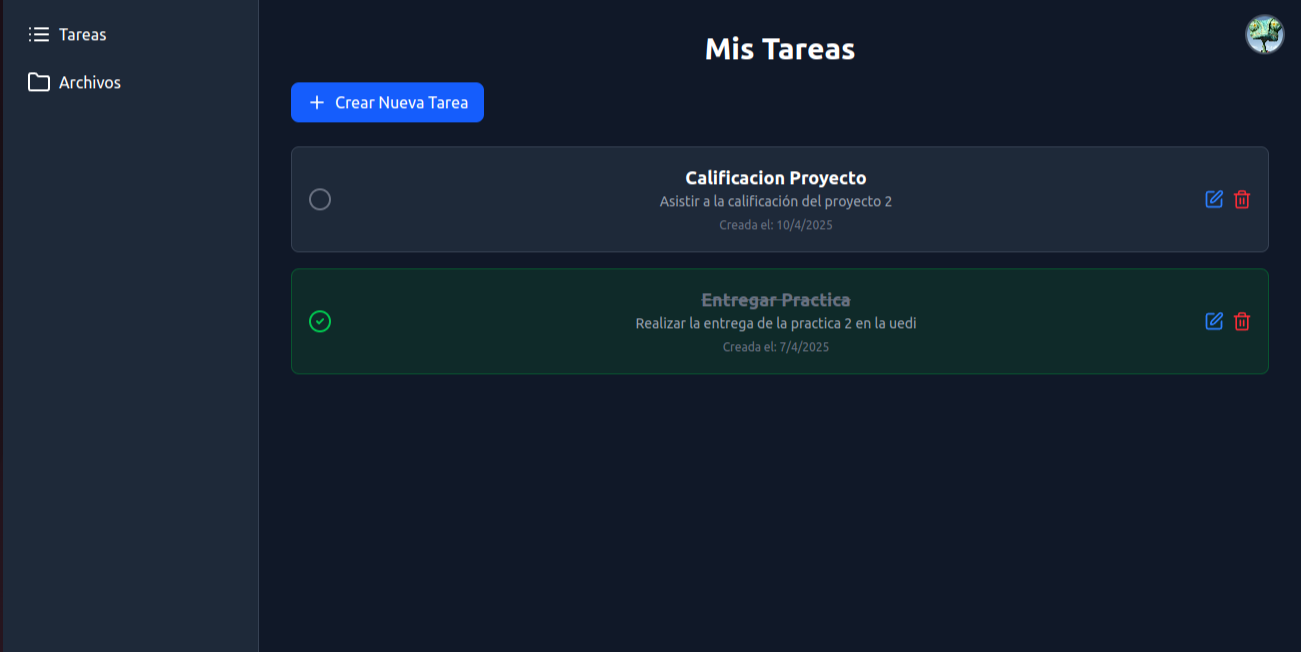 Tareas
Archivos
Mis Tareas
Crear Nueva Tarea
Calificacion Proyecto
Asistir a la calificación del proyecto 2
Creada el: 10/4/2025
Entregar Practica
Realizar la entrega de la practica 2 en la uedi
Creada el: 7/4/2025